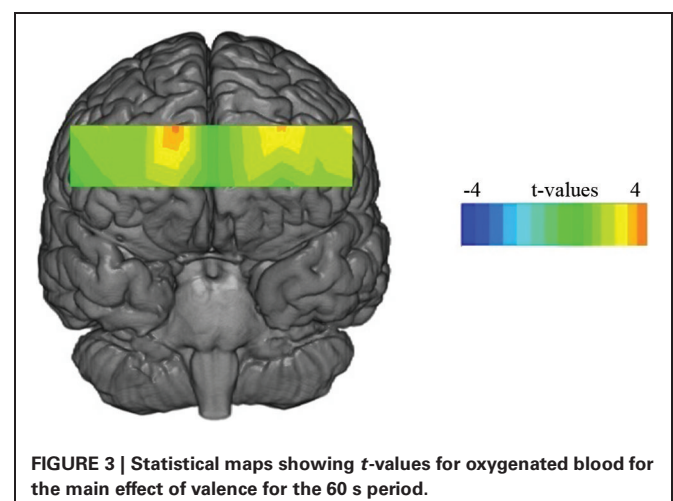 -4 t-values 4
FIGURE 3 | Statistical maps showing t-values for oxygenated blood for
the main effect of valence for the 60 s period.